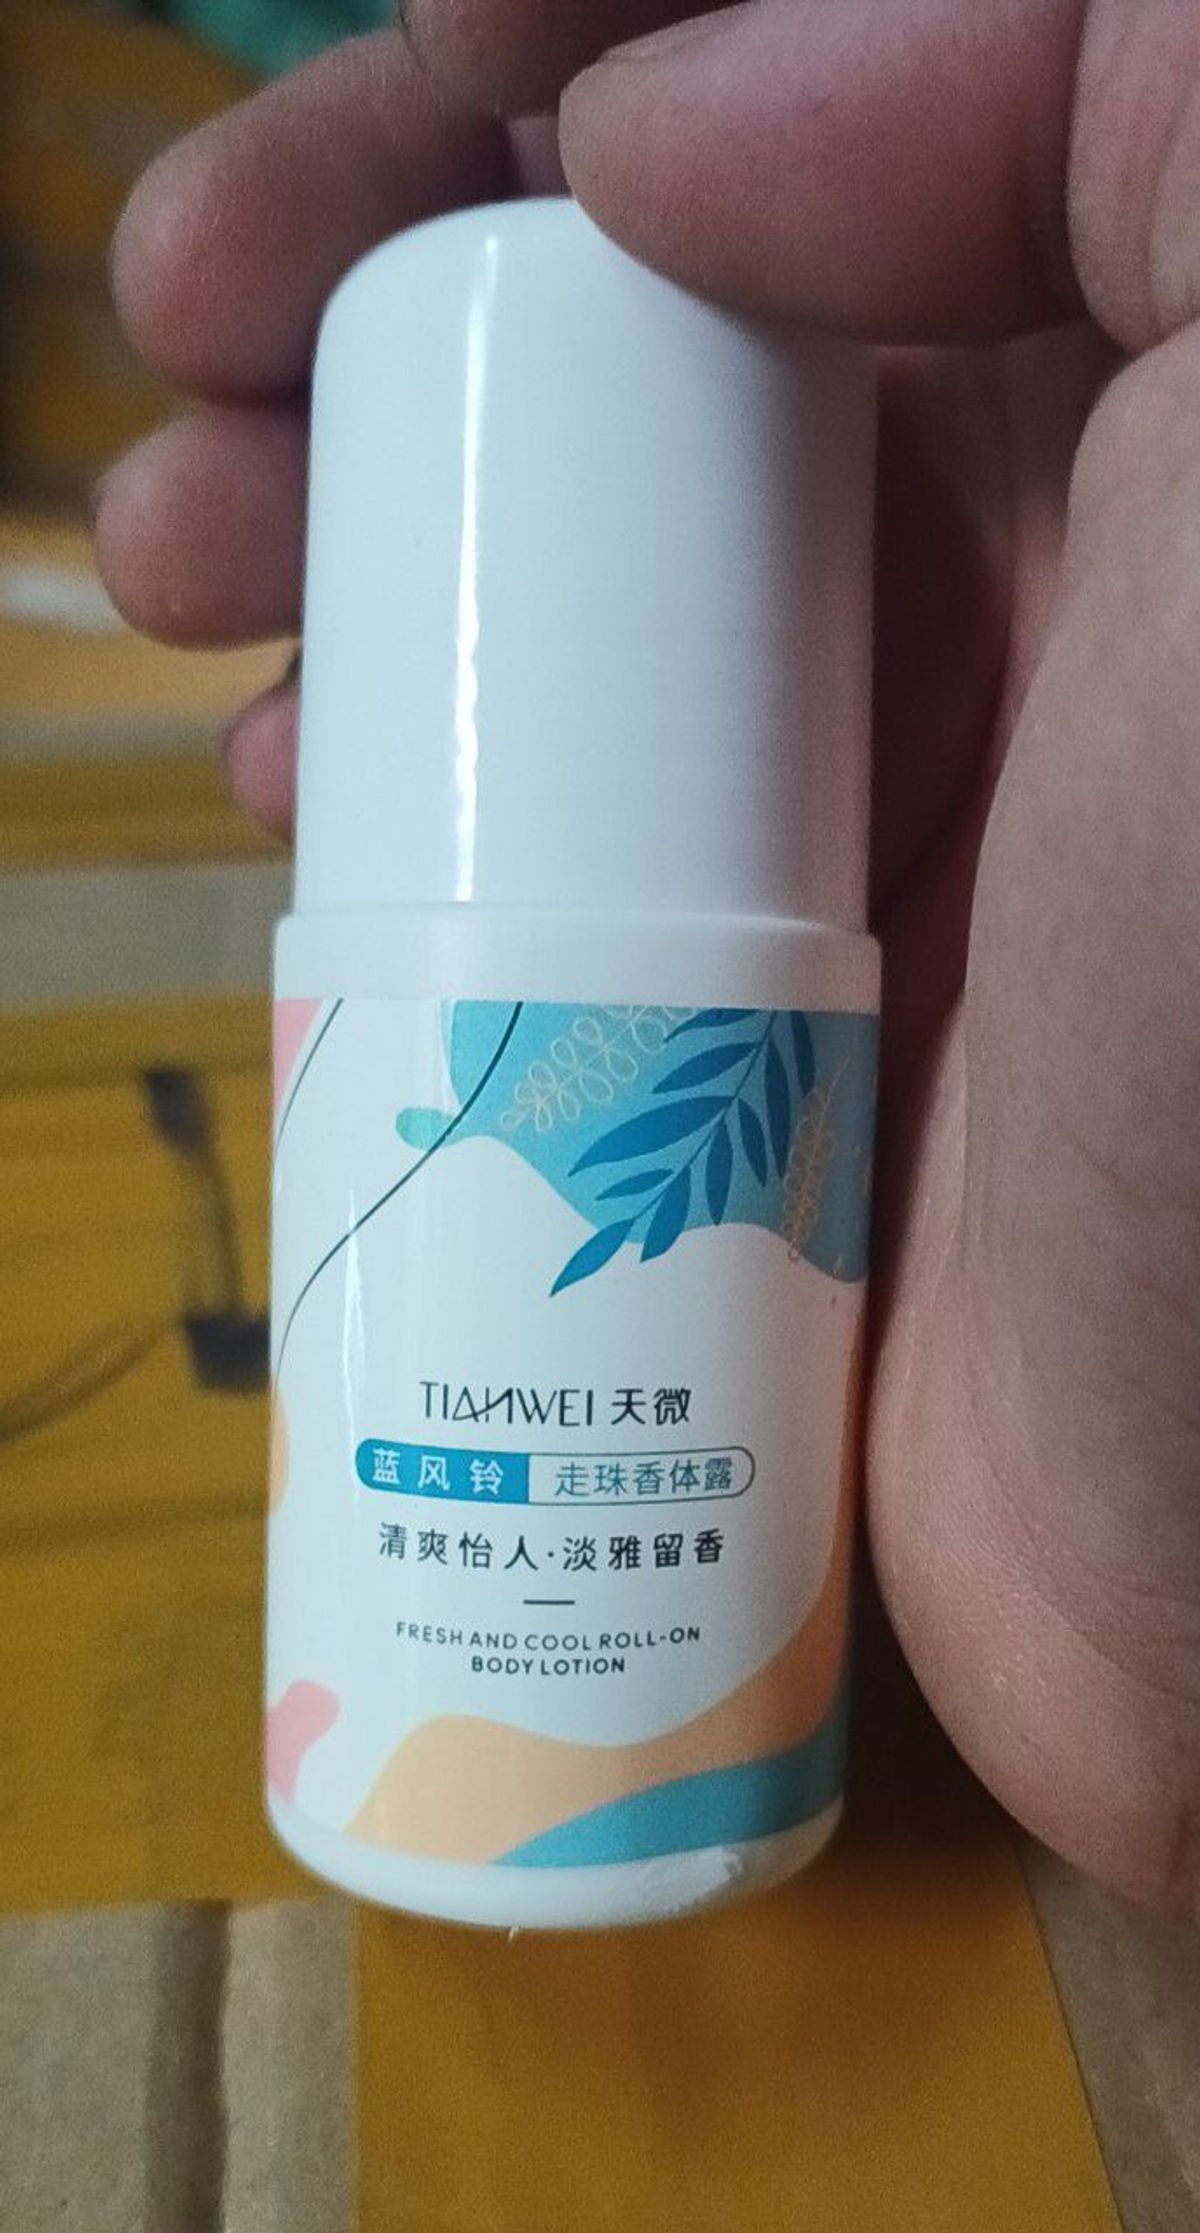 TIANWEI 天微
蓝风铃 走珠香体露
清爽怡人·淡雅留香
FRESH AND COOL ROLL-ON
BODY LOTION